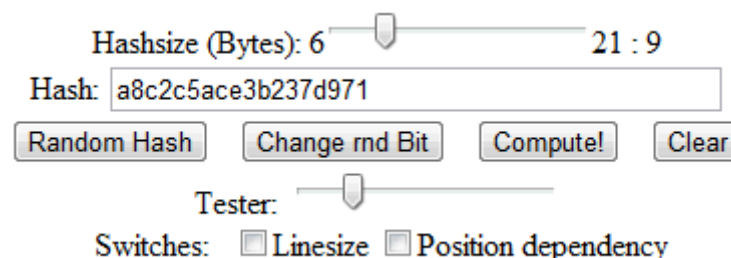 Hashsize (Bytes): 6 21 : 9
Hash: a8c2c5ace3b237d971
Random Hash Change rnd Bit Compute! Clear
Tester:
Switches: Linesize Position dependency